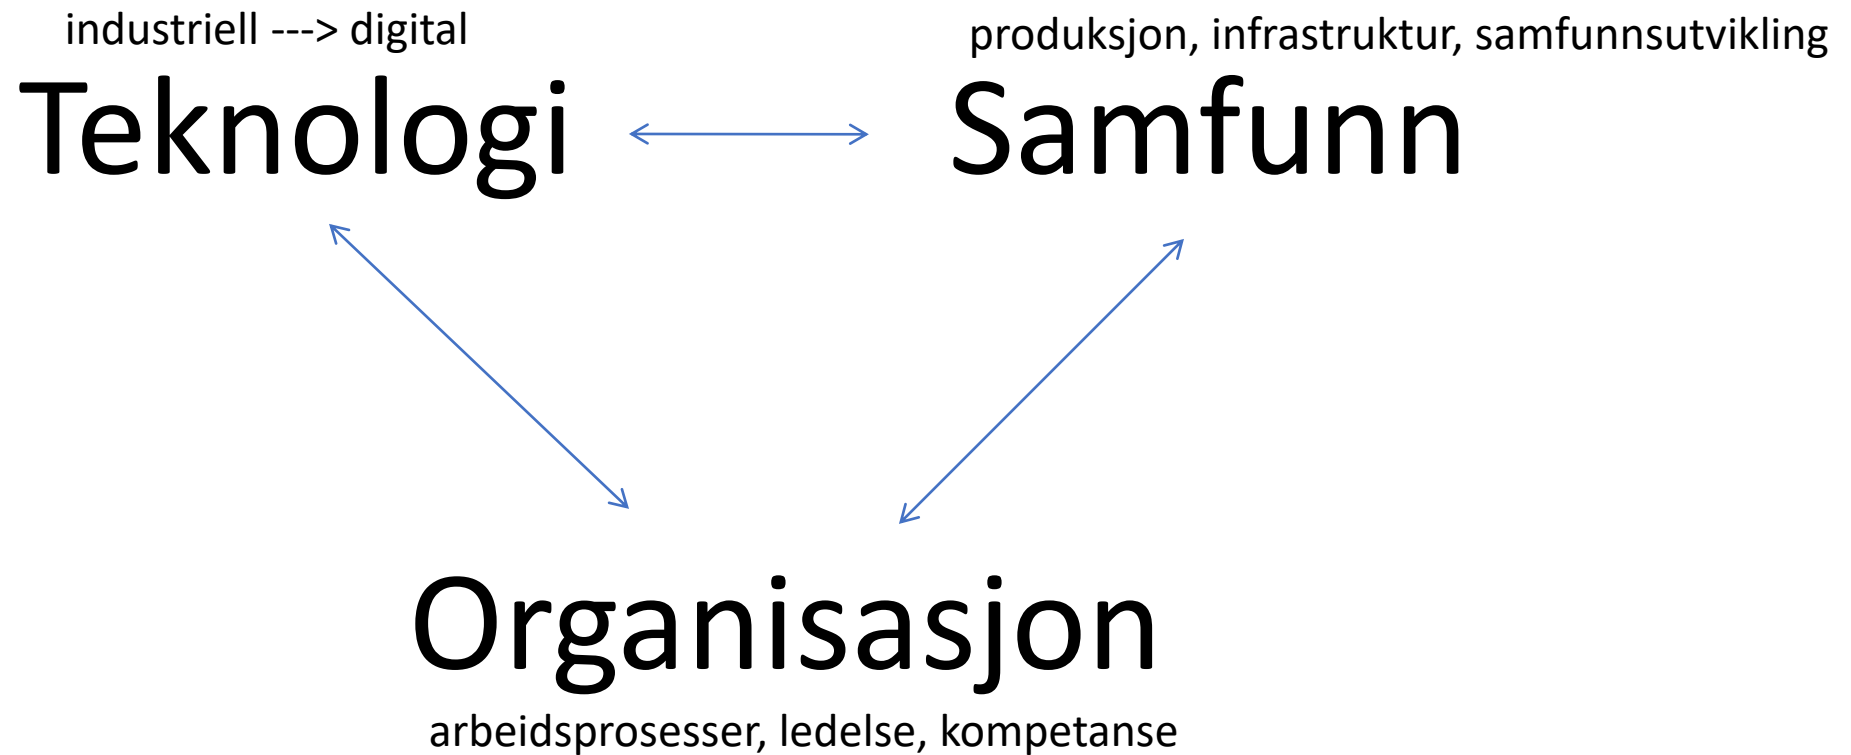 industriell ---> digital
produksjon, infrastruktur, samfunnsutvikling
Teknologi
Samfunn
Organisasjon
arbeidsprosesser, ledelse, kompetanse